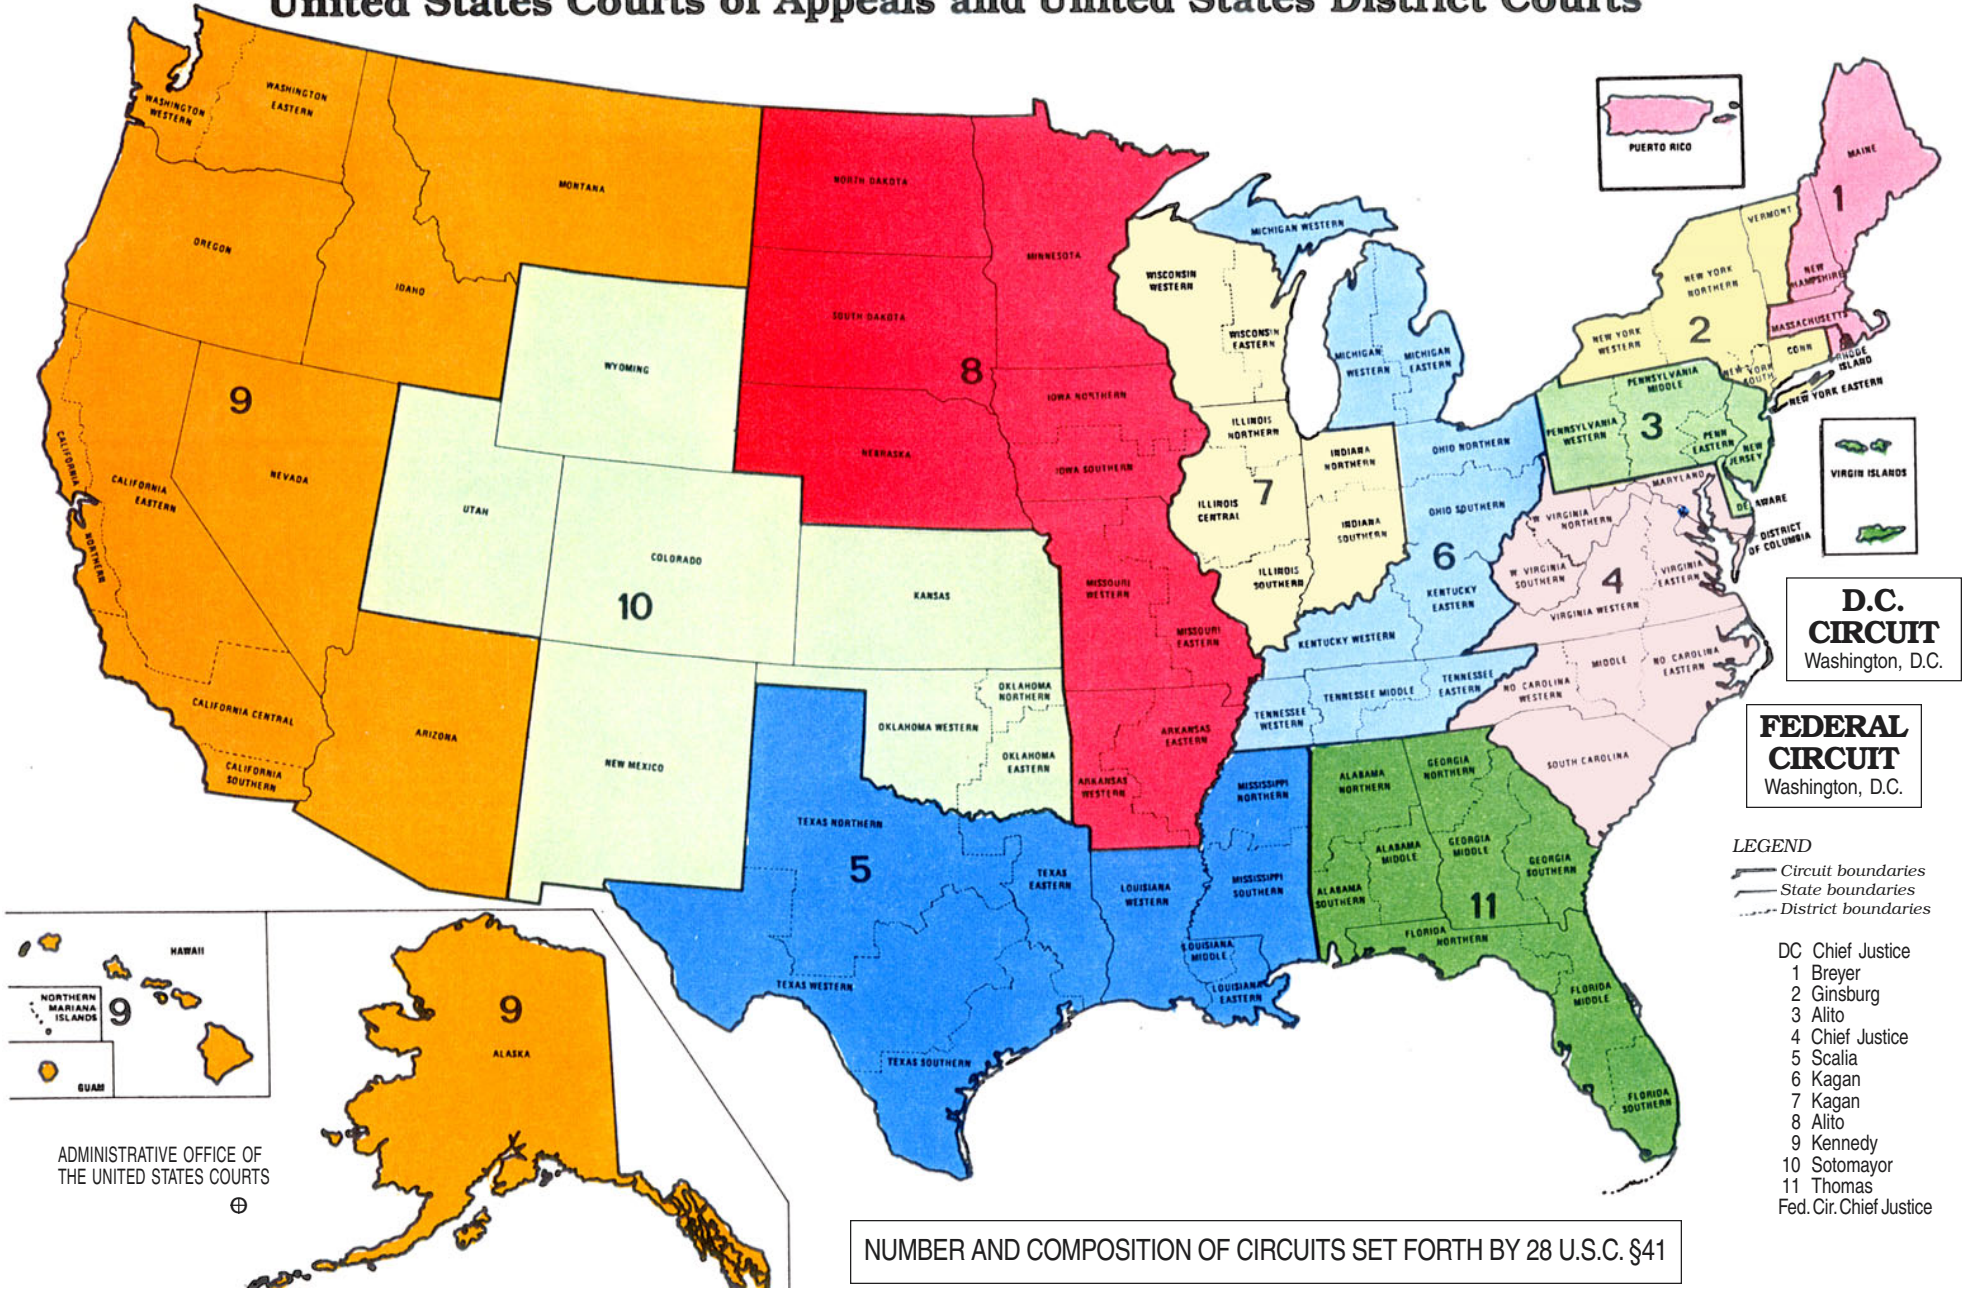 United States Courts of Appeals and United States District Courts
WASHINGTON
WESTERN
WASHINGTON
EASTERN
MONTANA
OREGON
IDAHO
9
CALIFORNIA
NORTHERN
CALIFORNIA
EASTERN
NEVADA
CALIFORNIA CENTRAL
CALIFORNIA
SOUTHERN
ARIZONA
WYOMING
UTAH
COLORADO
10
KANSAS
NEW MEXICO
OKLAHOMA WESTERN
OKLAHOMA
NORTHERN
OKLAHOMA
EASTERN
NORTH DAKOTA
MINNESOTA
SOUTH DAKOTA
8
NEBRASKA
IOWA NORTHERN
IOWA SOUTHERN
MISSOURI
WESTERN
MISSOURI
EASTERN
ARKANSAS
WESTERN
ARKANSAS
EASTERN
TEXAS NORTHERN
5
TEXAS
EASTERN
TEXAS WESTERN
TEXAS SOUTHERN
LOUISIANA
WESTERN
LOUISIANA
MIDDLE
LOUISIANA
EASTERN
MISSISSIPPI
NORTHERN
MISSISSIPPI
SOUTHERN
WISCONSIN
WESTERN
WISCONSIN
EASTERN
ILLINOIS
NORTHERN
ILLINOIS
CENTRAL
7
ILLINOIS
SOUTHERN
INDIANA
NORTHERN
INDIANA
SOUTHERN
MICHIGAN WESTERN
MICHIGAN
WESTERN
MICHIGAN
EASTERN
OHIO NORTHERN
OHIO SOUTHERN
6
KENTUCKY
EASTERN
KENTUCKY WESTERN
TENNESSEE
WESTERN
TENNESSEE MIDDLE
TENNESSEE
EASTERN
ALABAMA
NORTHERN
ALABAMA
MIDDLE
ALABAMA
SOUTHERN
GEORGIA
NORTHERN
GEORGIA
MIDDLE
GEORGIA
SOUTHERN
11
FLORIDA
NORTHERN
FLORIDA
MIDDLE
FLORIDA
SOUTHERN
W VIRGINIA
NORTHERN
W VIRGINIA
SOUTHERN
4
VIRGINIA
EASTERN
VIRGINIA WESTERN
MARYLAND
NO CAROLINA
WESTERN
MIDDLE
NO CAROLINA
EASTERN
SOUTH CAROLINA
PENNSYLVANIA
WESTERN
PENNSYLVANIA
MIDDLE
3
PENN
EASTERN
NEW
JERSEY
DELAWARE
DISTRICT
OF COLUMBIA
NEW YORK
WESTERN
NEW YORK
NORTHERN
2
NEW YORK
SOUTH
NEW YORK EASTERN
VERMONT
CONN
MAINE
1
NEW
HAMPSHIRE
MASSACHUSETTS
RHODE
ISLAND
PUERTO RICO
VIRGIN ISLANDS
D.C.
CIRCUIT
Washington, D.C.
FEDERAL
CIRCUIT
Washington, D.C.
LEGEND
Circuit boundaries
State boundaries
District boundaries
DC Chief Justice
1 Breyer
2 Ginsburg
3 Alito
4 Chief Justice
5 Scalia
6 Kagan
7 Kagan
8 Alito
9 Kennedy
10 Sotomayor
11 Thomas
Fed. Cir. Chief Justice
HAWAII
NORTHERN
MARIANA
ISLANDS
9
GUAM
9
ALASKA
ADMINISTRATIVE OFFICE OF
THE UNITED STATES COURTS
NUMBER AND COMPOSITION OF CIRCUITS SET FORTH BY 28 U.S.C. §41